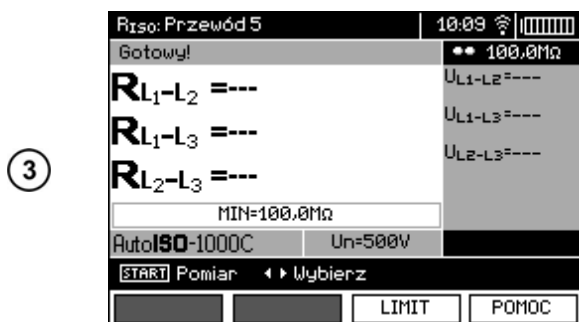 RISO: Przewód 5 10:09
Gotowy! 100,0MΩ
RL1-L2 =---
UL1-L2=---
RL1-L3 =---
UL1-L3=---
RL2-L3 =---
UL2-L3=---
MIN=100,0MΩ
AutoISO-1000C Un=500V
START Pomiar Wybierz
LIMIT POMOC
3